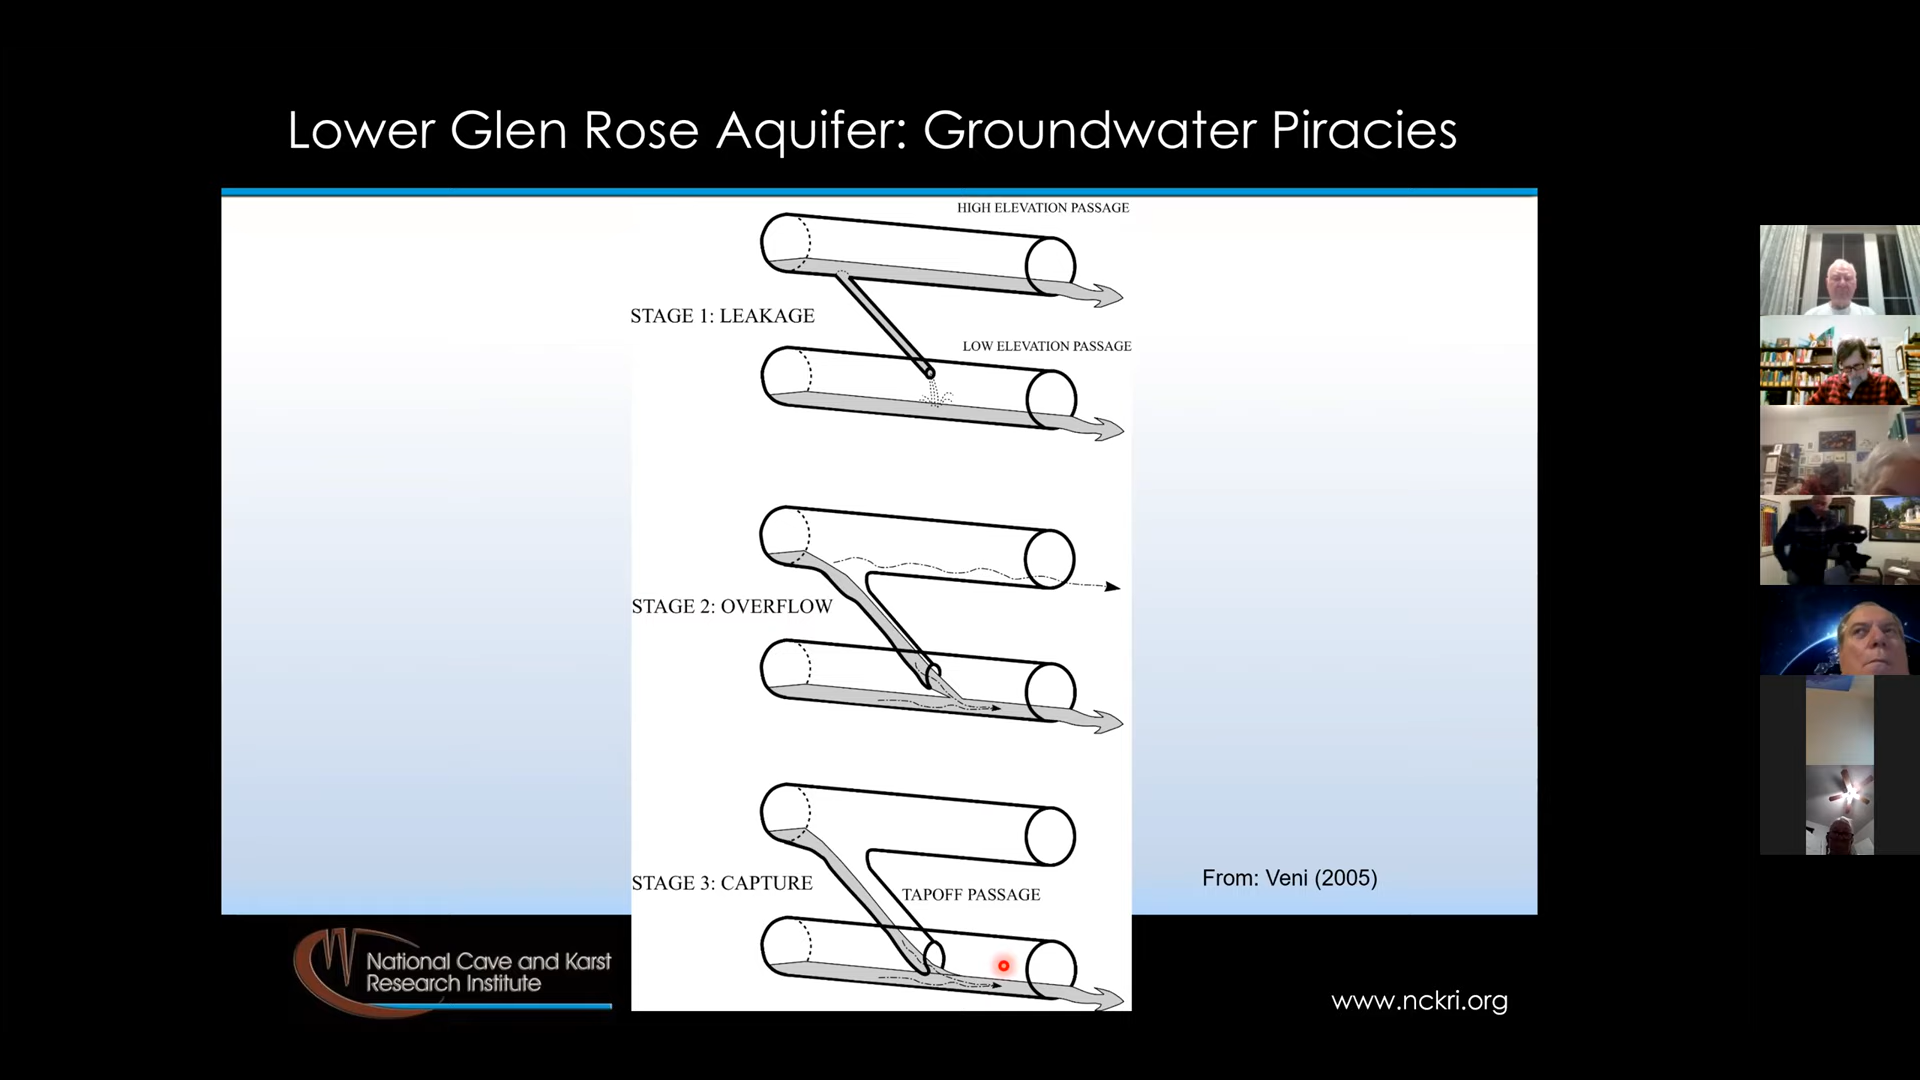 Lower Glen Rose Aquifer: Groundwater Piracies
HIGH ELEVATION PASSAGE
STAGE 1: LEAKAGE
LOW ELEVATION PASSAGE
STAGE 2: OVERFLOW
STAGE 3: CAPTURE
TAPOFF PASSAGE
From: Veni (2005)
National Cave and Karst
Research Institute
www.nckri.org